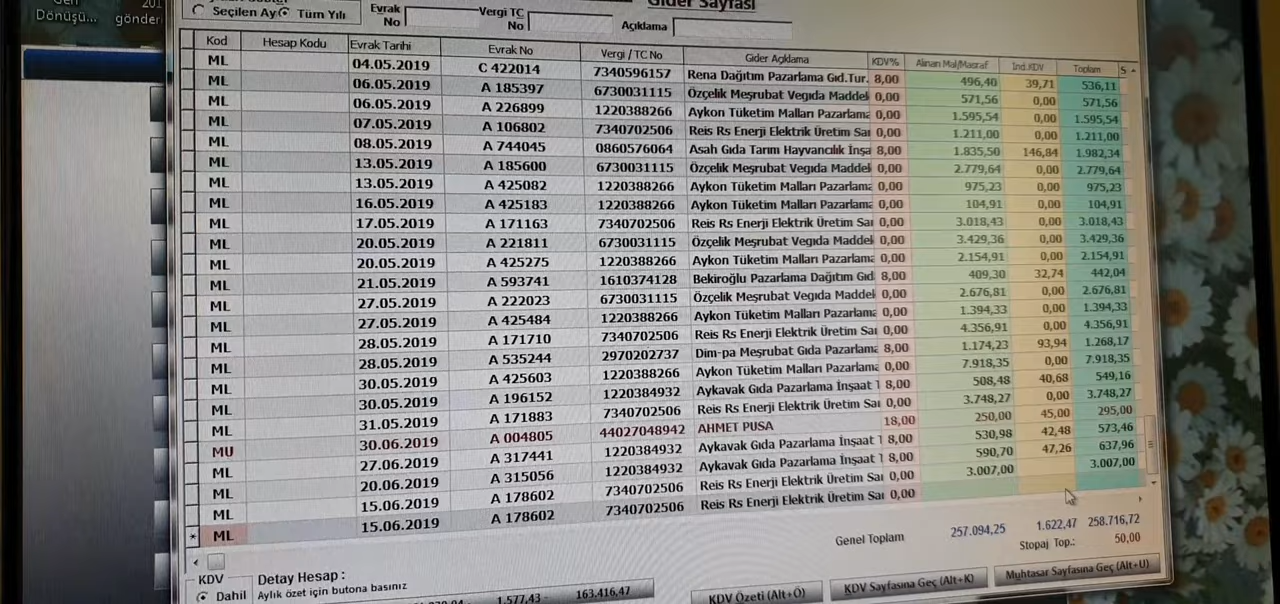 Dönüşü... gönderi
Gider Sayfası
Seçilen Ay Tüm Yılı
Evrak No
Vergi TC No
Açıklama
Kod Hesap Kodu Evrak Tarihi Evrak No Vergi / TC No Gider Açıklama KDV% Alınan Mal/Masraf Ind.KDV Toplam S
ML 04.05.2019 C 422014 7340596157 Rena Dağıtım Pazarlama Gıd.Tur. 8,00 496,40 39,71 536,11
ML 06.05.2019 A 185397 6730031115 Özçelik Meşrubat Vegıda Maddel 0,00 571,56 0,00 571,56
ML 06.05.2019 A 226899 1220388266 Aykon Tüketim Malları Pazarlama 0,00 1.595,54 0,00 1.595,54
ML 07.05.2019 A 106802 7340702506 Reis Rs Enerji Elektrik Üretim Sar 0,00 1.211,00 0,00 1.211,00
ML 08.05.2019 A 744045 0860576064 Asah Gıda Tarım Hayvancılık İnşa 8,00 1.835,50 146,84 1.982,34
ML 13.05.2019 A 185600 6730031115 Özçelik Meşrubat Vegıda Maddel 0,00 2.779,64 0,00 2.779,64
ML 13.05.2019 A 425082 1220388266 Aykon Tüketim Malları Pazarlama 0,00 975,23 0,00 975,23
ML 16.05.2019 A 425183 1220388266 Aykon Tüketim Malları Pazarlama 0,00 104,91 0,00 104,91
ML 17.05.2019 A 171163 7340702506 Reis Rs Enerji Elektrik Üretim Sar 0,00 3.018,43 0,00 3.018,43
ML 20.05.2019 A 221811 6730031115 Özçelik Meşrubat Vegıda Maddel 0,00 3.429,36 0,00 3.429,36
ML 20.05.2019 A 425275 1220388266 Aykon Tüketim Malları Pazarlama 0,00 2.154,91 0,00 2.154,91
ML 21.05.2019 A 593741 1610374128 Bekiroğlu Pazarlama Dağıtım Gıd 8,00 409,30 32,74 442,04
ML 27.05.2019 A 222023 6730031115 Özçelik Meşrubat Vegıda Maddel 0,00 2.676,81 0,00 2.676,81
ML 27.05.2019 A 425484 1220388266 Aykon Tüketim Malları Pazarlama 0,00 1.394,33 0,00 1.394,33
ML 28.05.2019 A 171710 7340702506 Reis Rs Enerji Elektrik Üretim Sar 0,00 4.356,91 0,00 4.356,91
ML 28.05.2019 A 535244 2970202737 Dim-pa Meşrubat Gıda Pazarlama 8,00 1.174,23 93,94 1.268,17
ML 30.05.2019 A 425603 1220388266 Aykon Tüketim Malları Pazarlama 0,00 7.918,35 0,00 7.918,35
ML 30.05.2019 A 196152 1220384932 Aykavak Gıda Pazarlama İnşaat 8,00 508,48 40,68 549,16
ML 31.05.2019 A 171883 7340702506 Reis Rs Enerji Elektrik Üretim Sar 0,00 3.748,27 0,00 3.748,27
MU 30.06.2019 A 004805 44027048942 AHMET PUSA 18,00 250,00 45,00 295,00
ML 27.06.2019 A 317441 1220384932 Aykavak Gıda Pazarlama İnşaat 8,00 530,98 42,48 573,46
ML 20.06.2019 A 315056 1220384932 Aykavak Gıda Pazarlama İnşaat 8,00 590,70 47,26 637,96
ML 15.06.2019 A 178602 7340702506 Reis Rs Enerji Elektrik Üretim Sar 0,00 3.007,00 3.007,00
ML 15.06.2019 A 178602 7340702506 Reis Rs Enerji Elektrik Üretim Sar 0,00
Genel Toplam 257.094,25 1.622,47 258.716,72
Stopaj Top.: 50,00
KDV
Dahil
Detay Hesap :
Aylık özet için butona basınız
1.577,43 - 163.416,47
KDV Özeti (Alt+Ö)
KDV Sayfasına Geç (Alt+K)
Muhtasar Sayfasına Geç (Alt+U)